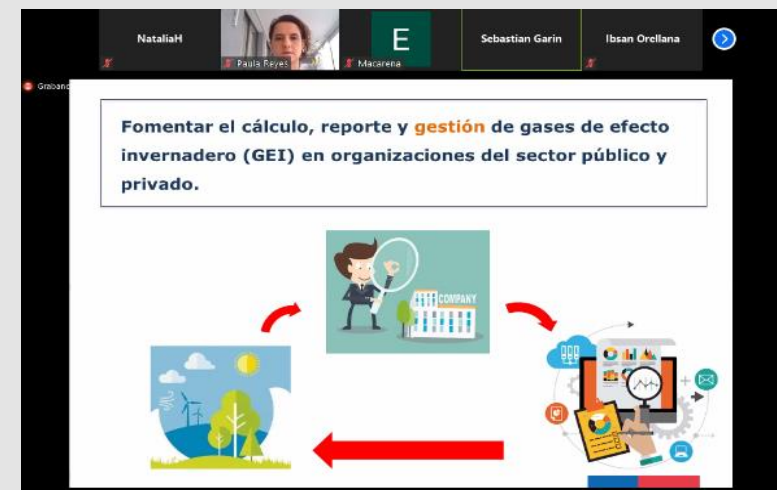 NataliaH
Paula Reyes
E
Macarena
Sebastian Garin
Ibsan Orellana
Grabando
Fomentar el cálculo, reporte y gestión de gases de efecto
invernadero (GEI) en organizaciones del sector público y
privado.
COMPANY